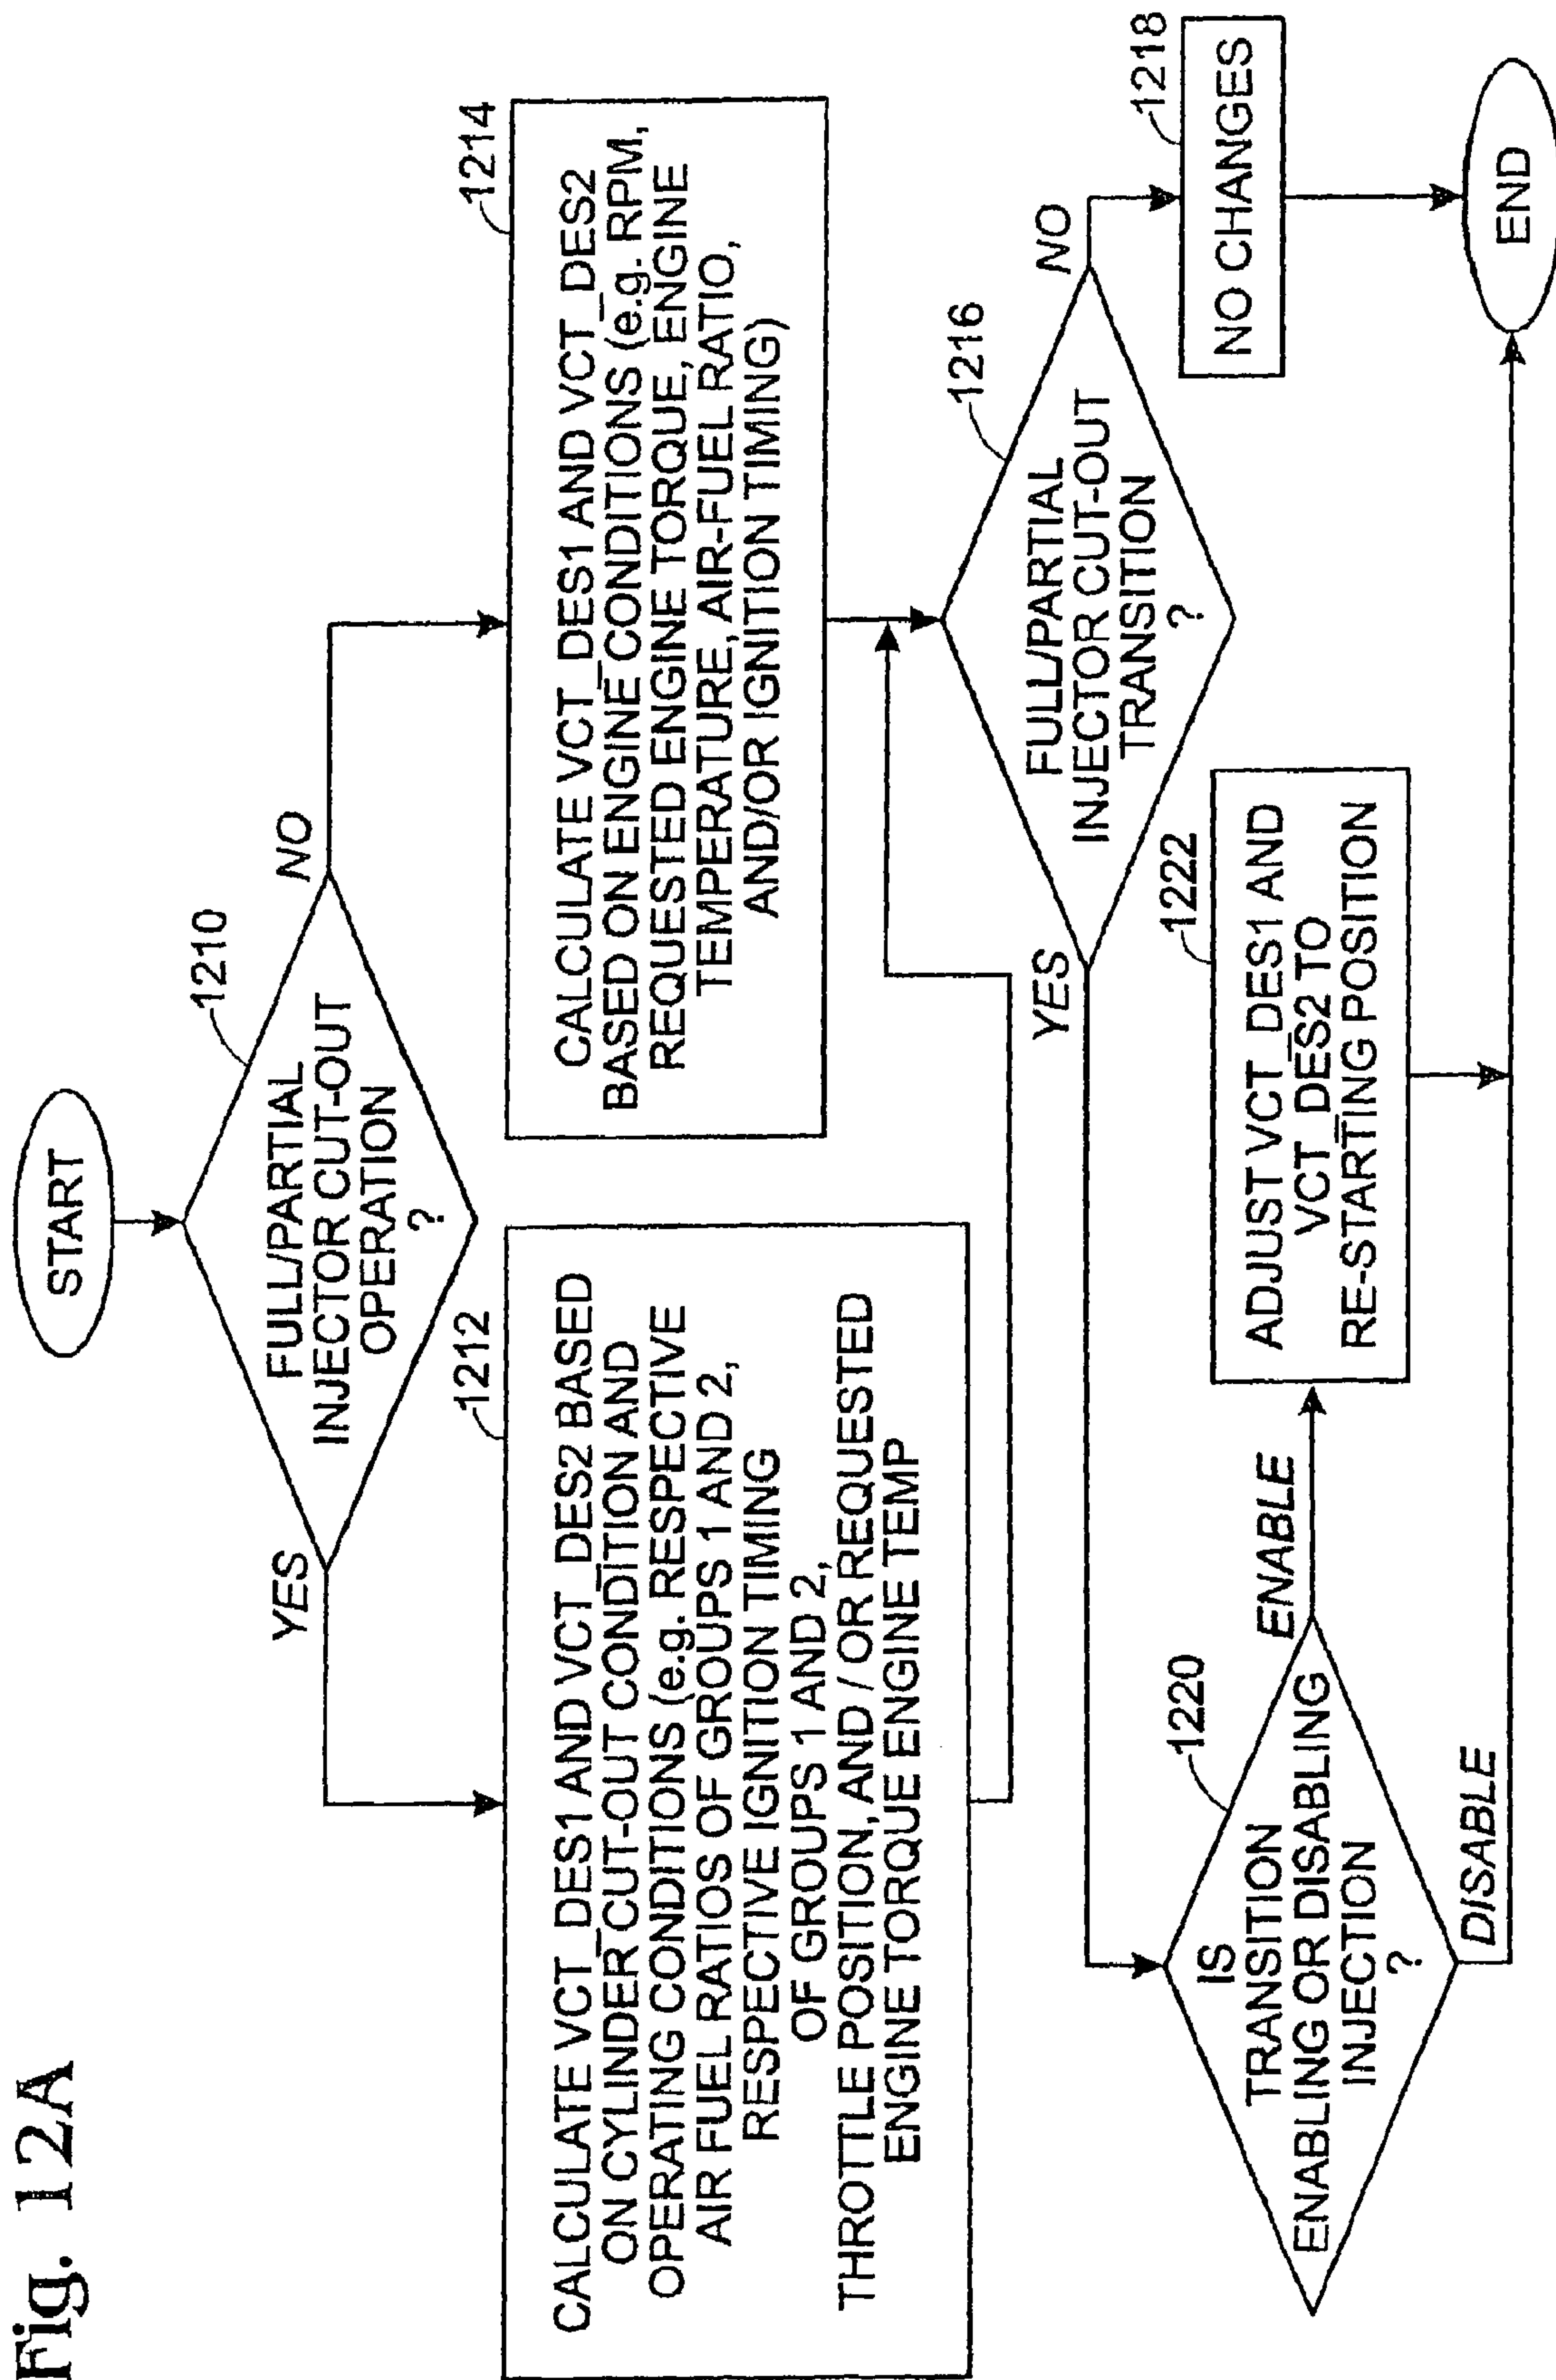 Fig. 12A
START
1210
FULL/PARTIAL
INJECTOR CUT-OUT
OPERATION
?
YES
NO
1212
CALCULATE VCT_DES1 AND VCT_DES2 BASED
ON CYLINDER CUT-OUT CONDITION AND
OPERATING CONDITIONS (e.g. RESPECTIVE
AIR FUEL RATIOS OF GROUPS 1 AND 2,
RESPECTIVE IGNITION TIMING
OF GROUPS 1 AND 2,
THROTTLE POSITION, AND / OR REQUESTED
ENGINE TORQUE ENGINE TEMP
1214
CALCULATE VCT_DES1 AND VCT_DES2
BASED ON ENGINE CONDITIONS (e.g. RPM,
REQUESTED ENGINE TORQUE, ENGINE
TEMPERATURE, AIR-FUEL RATIO,
AND/OR IGNITION TIMING)
1216
FULL/PARTIAL
INJECTOR CUT-OUT
TRANSITION
?
YES
NO
1218
NO CHANGES
1220
IS
TRANSITION
ENABLING OR DISABLING
INJECTION
?
ENABLE
DISABLE
1222
ADJUST VCT_DES1 AND
VCT_DES2 TO
RE-STARTING POSITION
END